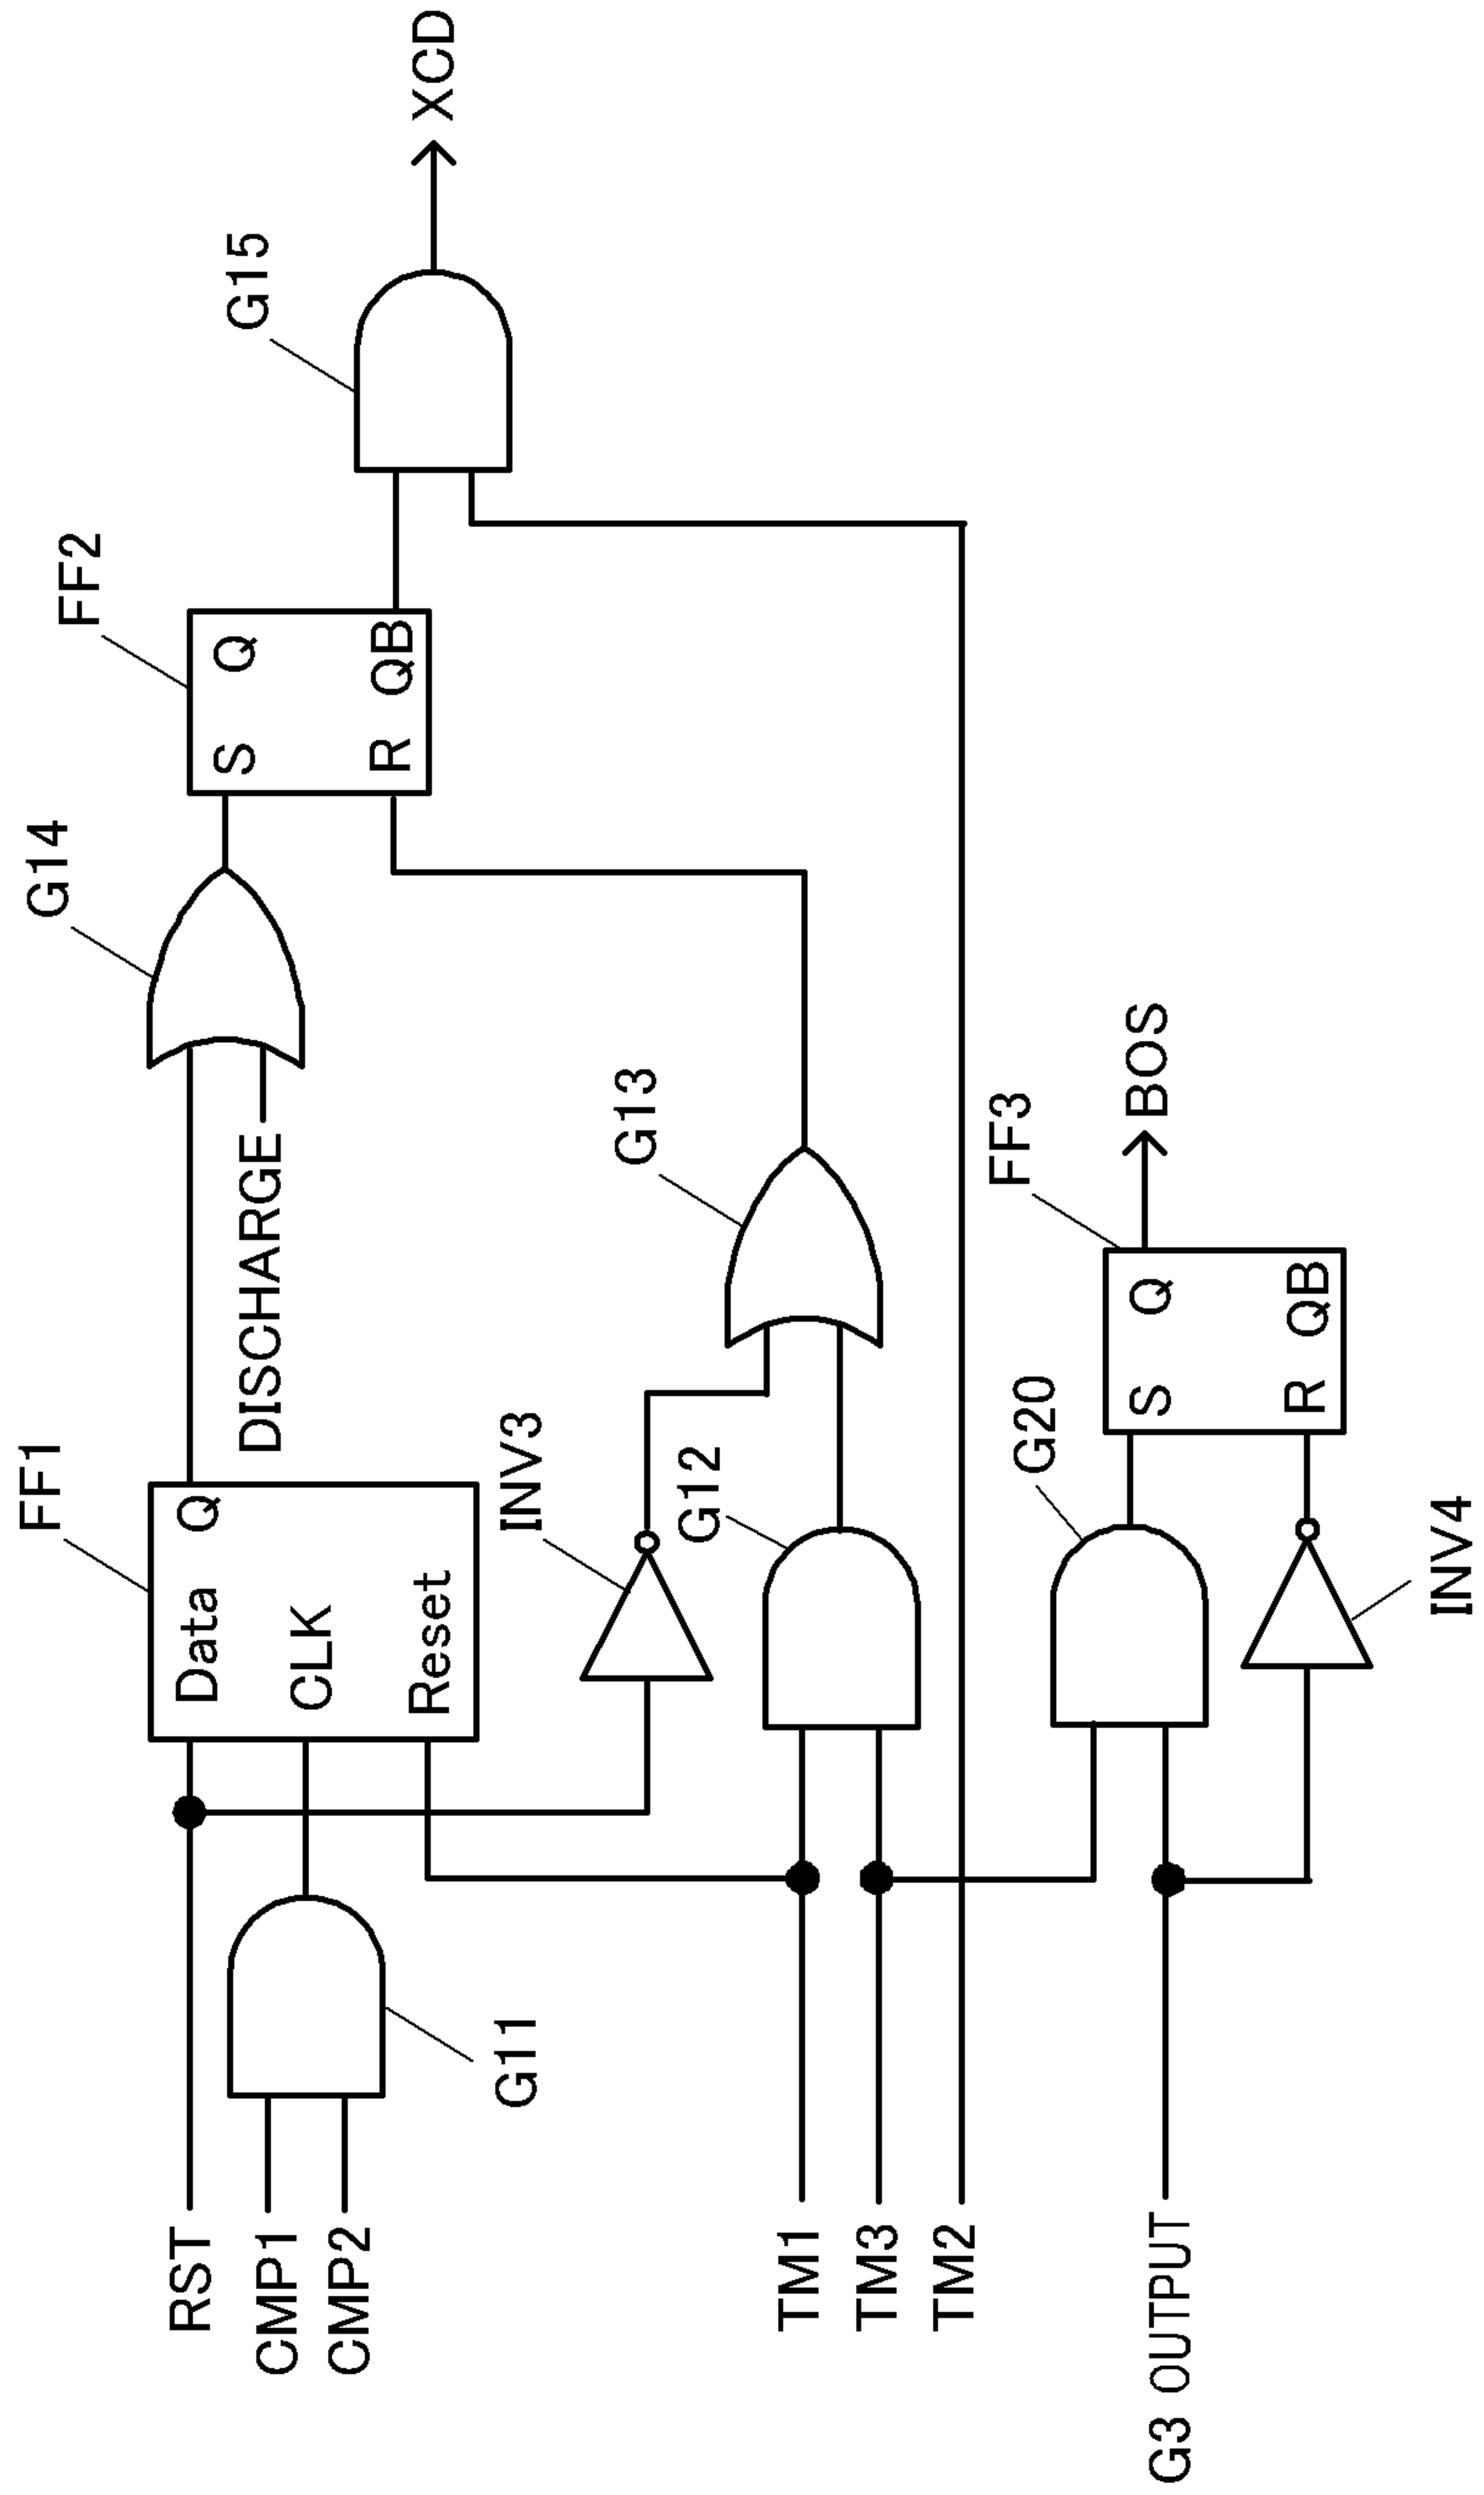 FF1
G14
FF2
G15
XCD
RST
CMP1
CMP2
G11
Data
Q
CLK
Reset
DISCHARGE
S
Q
R
QB
INV3
G12
G13
TM1
TM3
TM2
G20
FF3
BOS
S
Q
R
QB
G3 OUTPUT
INV4